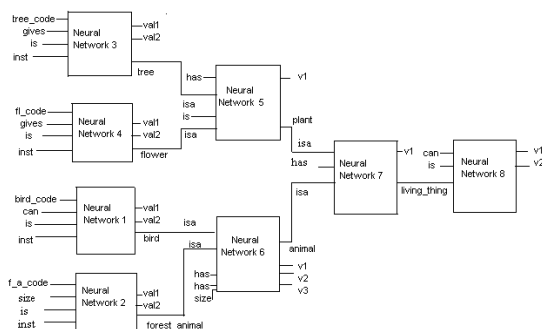 tree_code
gives
is
inst
Neural
Network 3
val1
val2
tree
fl_code
gives
is
inst
Neural
Network 4
val1
val2
flower
has
isa
is
isa
Neural
Network 5
v1
plant
bird_code
can
is
inst
Neural
Network 1
val1
val2
bird
f_a_code
size
is
inst
Neural
Network 2
val1
val2
forest_animal
isa
isa
has
has
size
Neural
Network 6
animal
v1
v2
v3
isa
has
isa
Neural
Network 7
v1
living_thing
can
is
Neural
Network 8
v1
v2